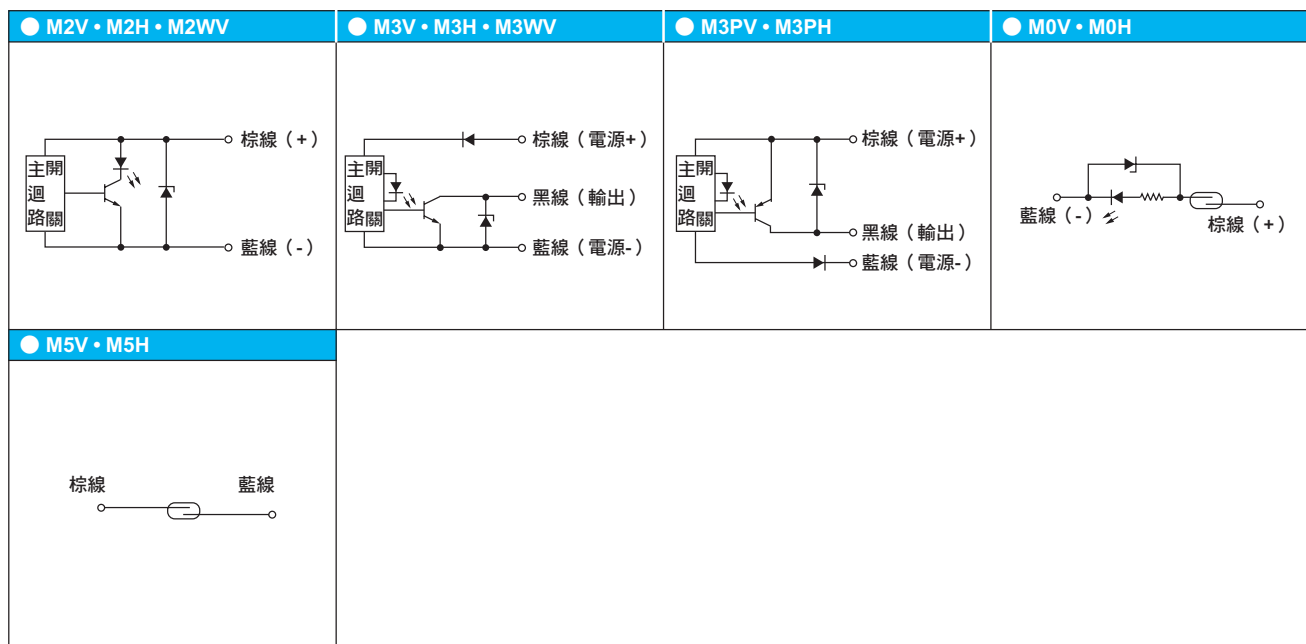 ● M2V • M2H • M2WV
● M3V • M3H • M3WV
● M3PV • M3PH
● M0V • M0H
主開
迴
路關
棕線（+）
藍線（-）
主開
迴
路關
棕線（電源+）
黑線（輸出）
藍線（電源-）
主開
迴
路關
棕線（電源+）
黑線（輸出）
藍線（電源-）
藍線（-）
棕線（+）
● M5V • M5H
棕線
藍線